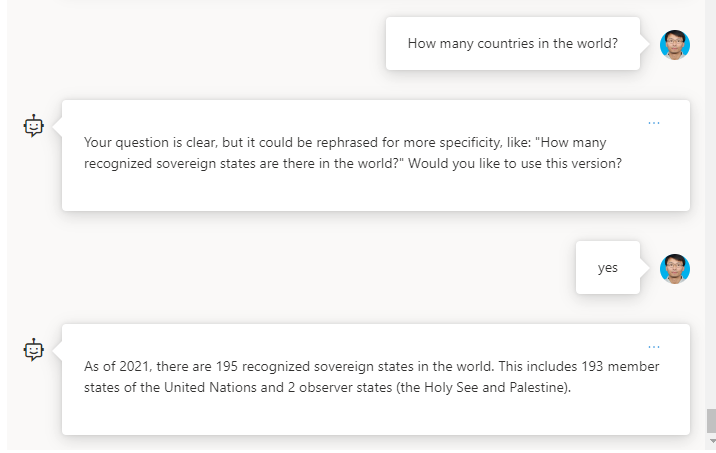 How many countries in the world?
...
Your question is clear, but it could be rephrased for more specificity, like: "How many
recognized sovereign states are there in the world?" Would you like to use this version?
yes
...
As of 2021, there are 195 recognized sovereign states in the world. This includes 193 member
states of the United Nations and 2 observer states (the Holy See and Palestine).